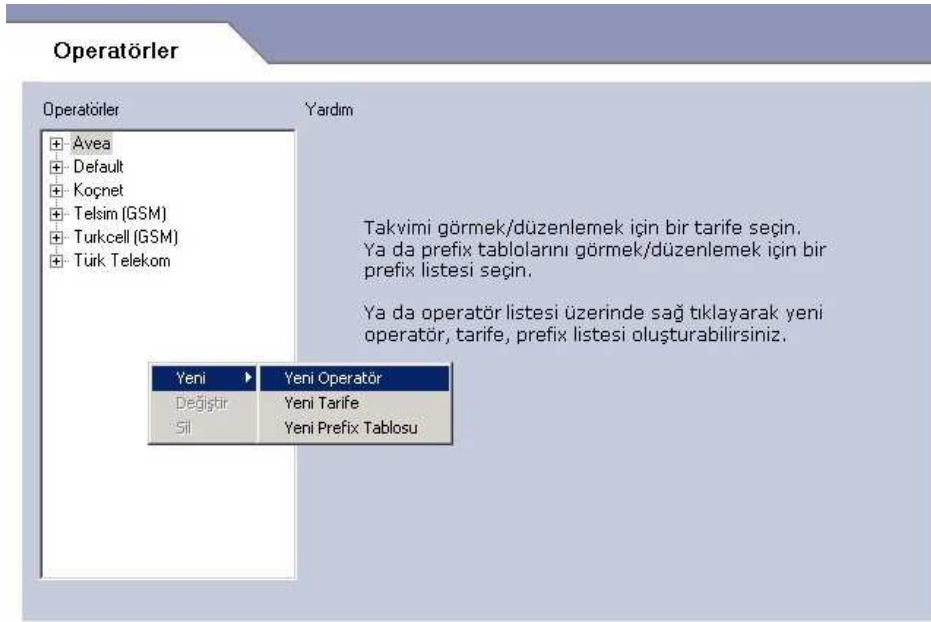 Operatörler
Operatörler
Yardım
Avea
Default
Koçnet
Telsim (GSM)
Turkcell (GSM)
Türk Telekom
Takvimi görmek/düzenlemek için bir tarife seçin.
Ya da prefix tablolarını görmek/düzenlemek için bir
prefix listesi seçin.
Ya da operatör listesi üzerinde sağ tıklayarak yeni
operatör, tarife, prefix listesi oluşturabilirsiniz.
Yeni
Değiştir
Sil
Yeni Operatör
Yeni Tarife
Yeni Prefix Tablosu